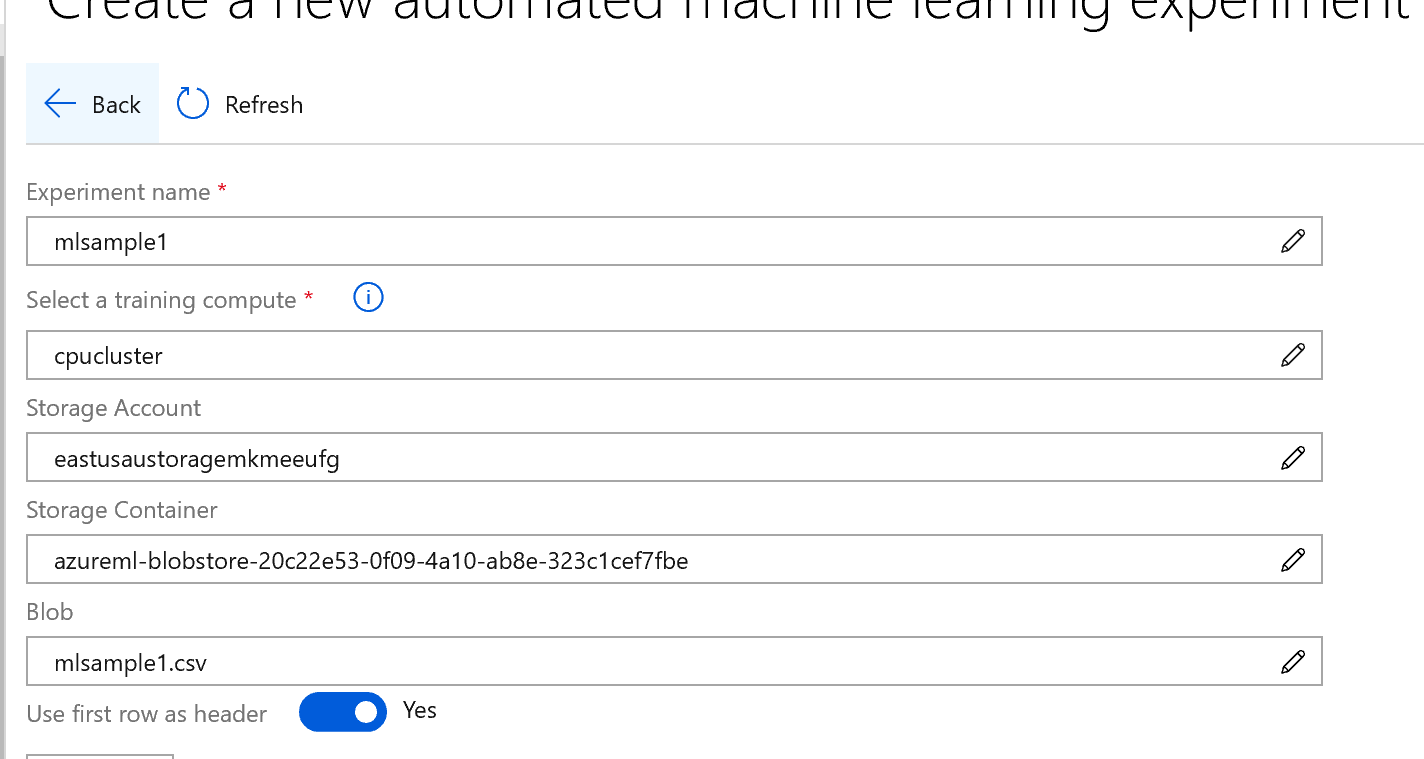 Create a new automated machine learning experiment
Back Refresh
Experiment name *
mlsample1
Select a training compute * i
cpucluster
Storage Account
eastusaustoragemkmeeufg
Storage Container
azureml-blobstore-20c22e53-0f09-4a10-ab8e-323c1cef7fbe
Blob
mlsample1.csv
Use first row as header Yes